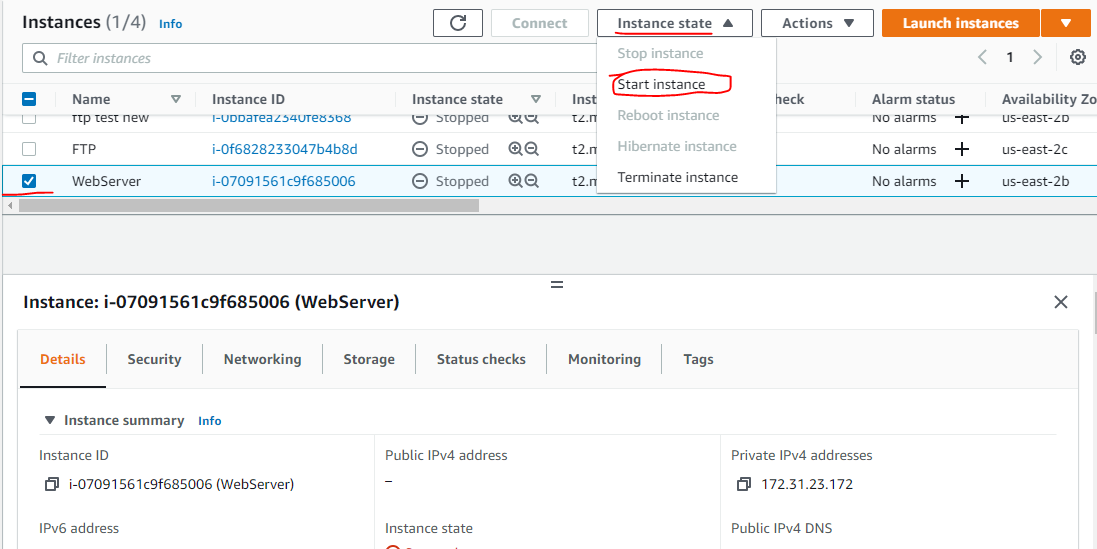 Instances (1/4) Info Connect Instance state Actions Launch instances
Filter instances 1
Stop instance
Start instance
Reboot instance
Hibernate instance
Terminate instance
Name Instance ID Instance state Alarm status Availability Zo
ftp test new i-0bbafea2340fe8368 Stopped No alarms us-east-2b
FTP i-0f6828233047b4b8d Stopped t2.m No alarms us-east-2c
WebServer i-07091561c9f685006 Stopped t2.m No alarms us-east-2b
Instance: i-07091561c9f685006 (WebServer)
Details Security Networking Storage Status checks Monitoring Tags
Instance summary Info
Instance ID Public IPv4 address Private IPv4 addresses
i-07091561c9f685006 (WebServer) – 172.31.23.172
IPv6 address Instance state Public IPv4 DNS